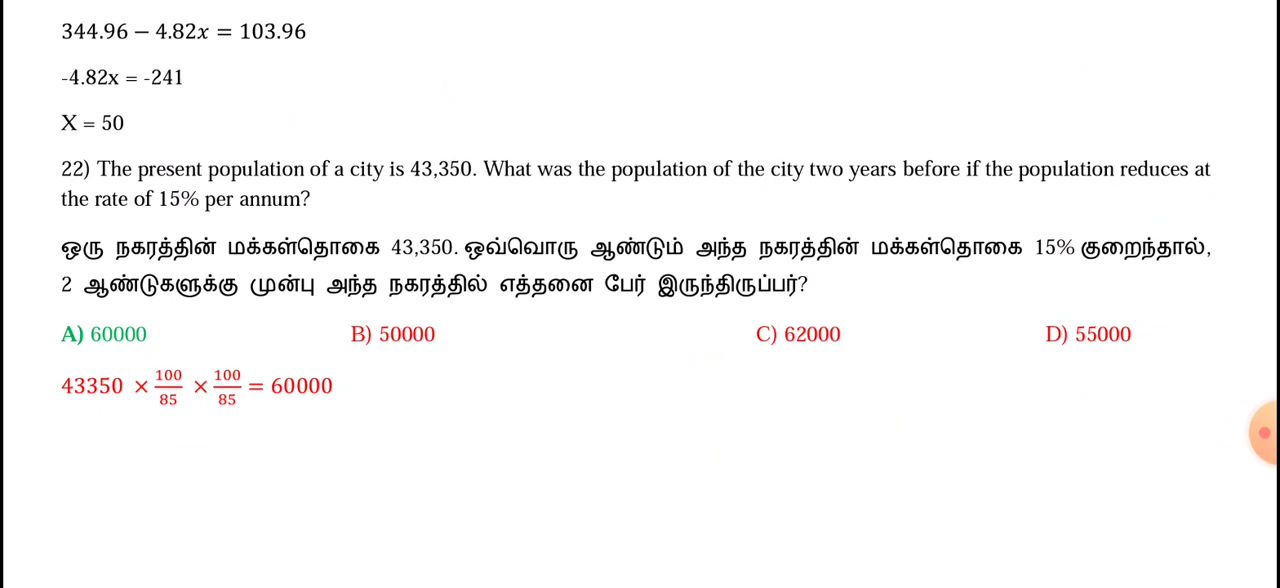 344.96 − 4.82x = 103.96
-4.82x = -241
X = 50
22) The present population of a city is 43,350. What was the population of the city two years before if the population reduces at
the rate of 15% per annum?
ஒரு நகரத்தின் மக்கள்தொகை 43,350. ஒவ்வொரு ஆண்டும் அந்த நகரத்தின் மக்கள்தொகை 15% குறைந்தால்,
2 ஆண்டுகளுக்கு முன்பு அந்த நகரத்தில் எத்தனை பேர் இருந்திருப்பர்?
A) 60000 B) 50000 C) 62000 D) 55000
43350 × 100/85 × 100/85 = 60000